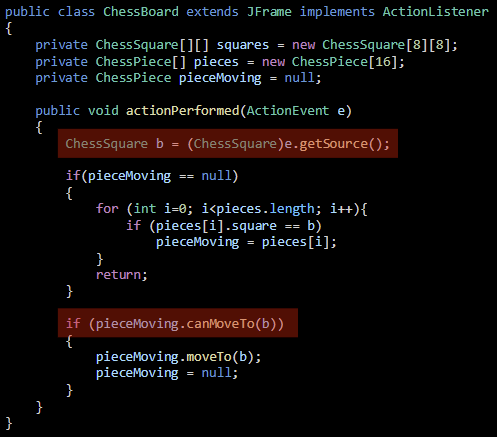 public class ChessBoard extends JFrame implements ActionListener
{
private ChessSquare[][] squares = new ChessSquare[8][8];
private ChessPiece[] pieces = new ChessPiece[16];
private ChessPiece pieceMoving = null;
public void actionPerformed(ActionEvent e)
{
ChessSquare b = (ChessSquare)e.getSource();
if(pieceMoving == null)
{
for (int i=0; i<pieces.length; i++){
if (pieces[i].square == b)
pieceMoving = pieces[i];
}
return;
}
if (pieceMoving.canMoveTo(b))
{
pieceMoving.moveTo(b);
pieceMoving = null;
}
}
}